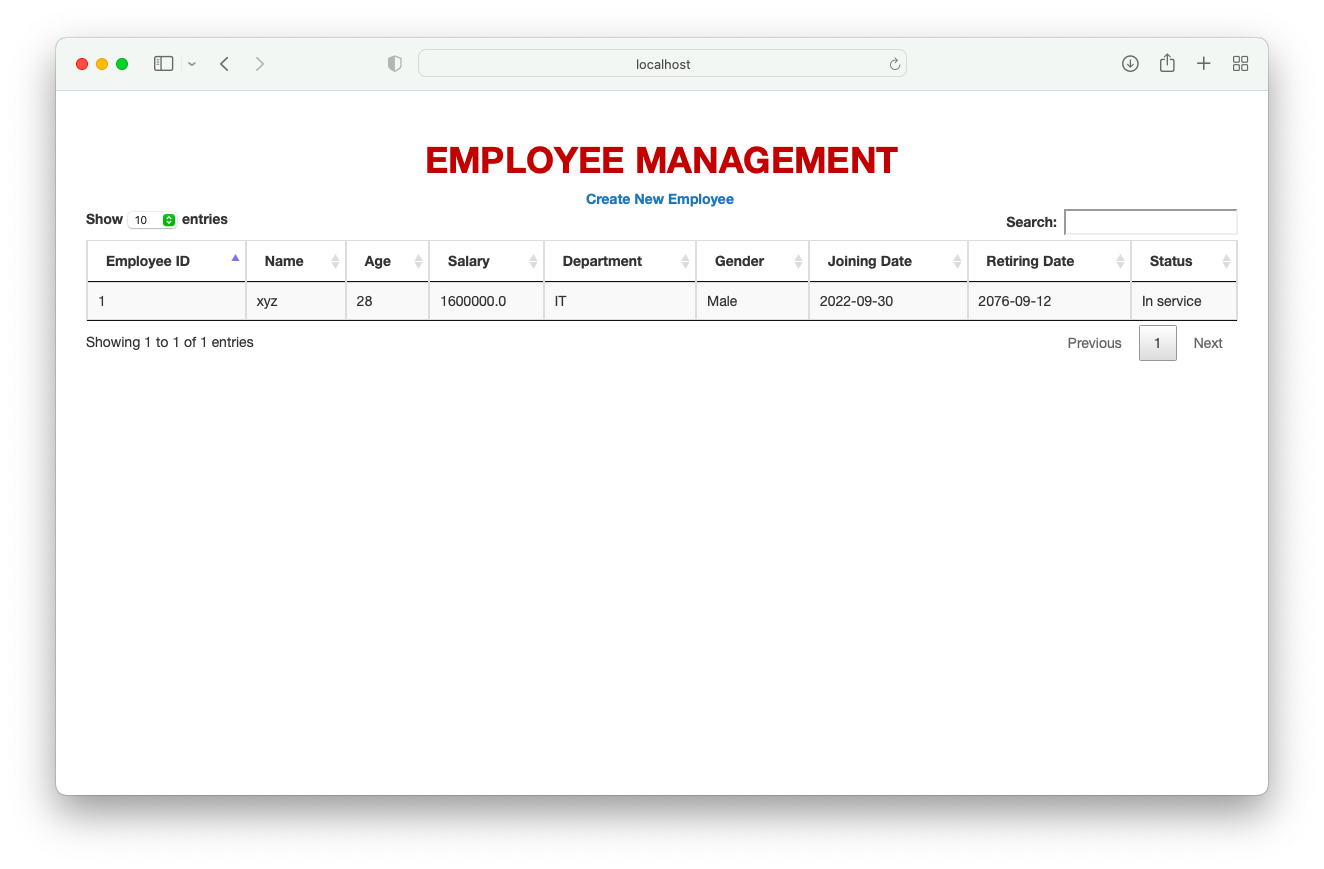 localhost
EMPLOYEE MANAGEMENT
Create New Employee
Show 10 entries
Search:
Employee ID Name Age Salary Department Gender Joining Date Retiring Date Status
1 xyz 28 1600000.0 IT Male 2022-09-30 2076-09-12 In service
Showing 1 to 1 of 1 entries
Previous 1 Next